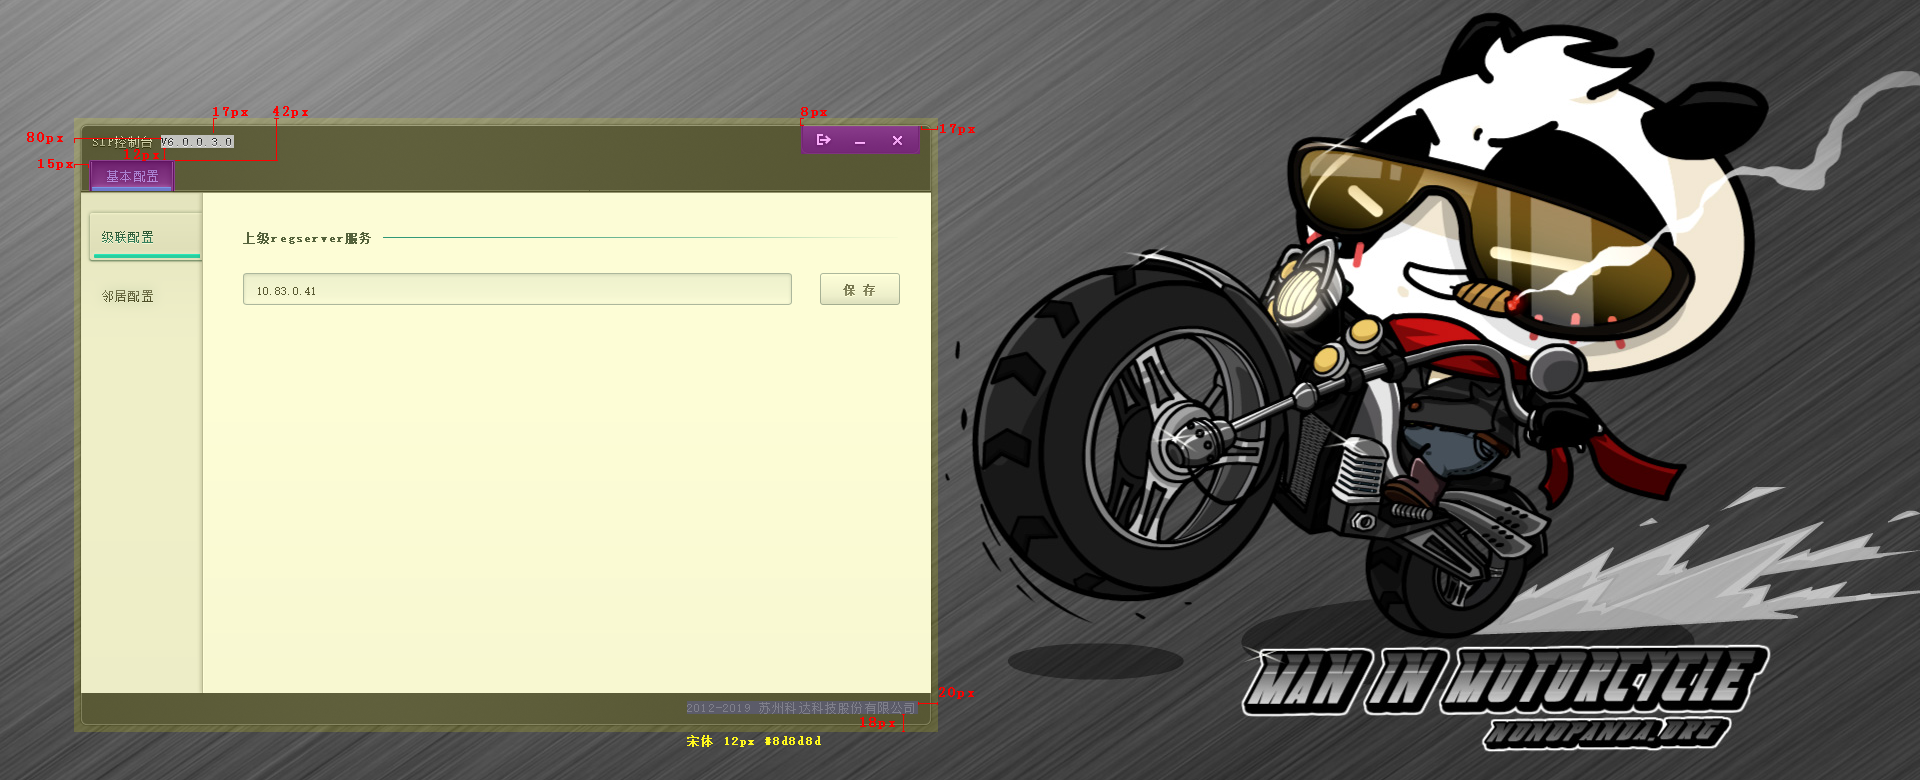 17px 42px 8px
80px SIP控制台 V6.0.0.3.0 17px
12px
15px
基本配置
级联配置
上级regserver服务
邻居配置
10.83.0.41 保 存
20px
2012-2019 苏州科达科技股份有限公司
18px
宋体 12px #8d8d8d
MAN IN MOTORCYCLE
NONOPANDA.ORG